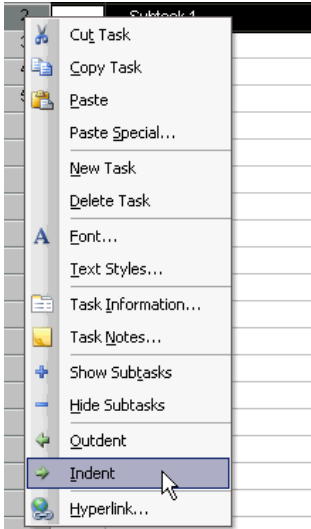 2 Subtask 1
Cut Task
Copy Task
Paste
Paste Special...
New Task
Delete Task
Font...
Text Styles...
Task Information...
Task Notes...
Show Subtasks
Hide Subtasks
Outdent
Indent
Hyperlink...